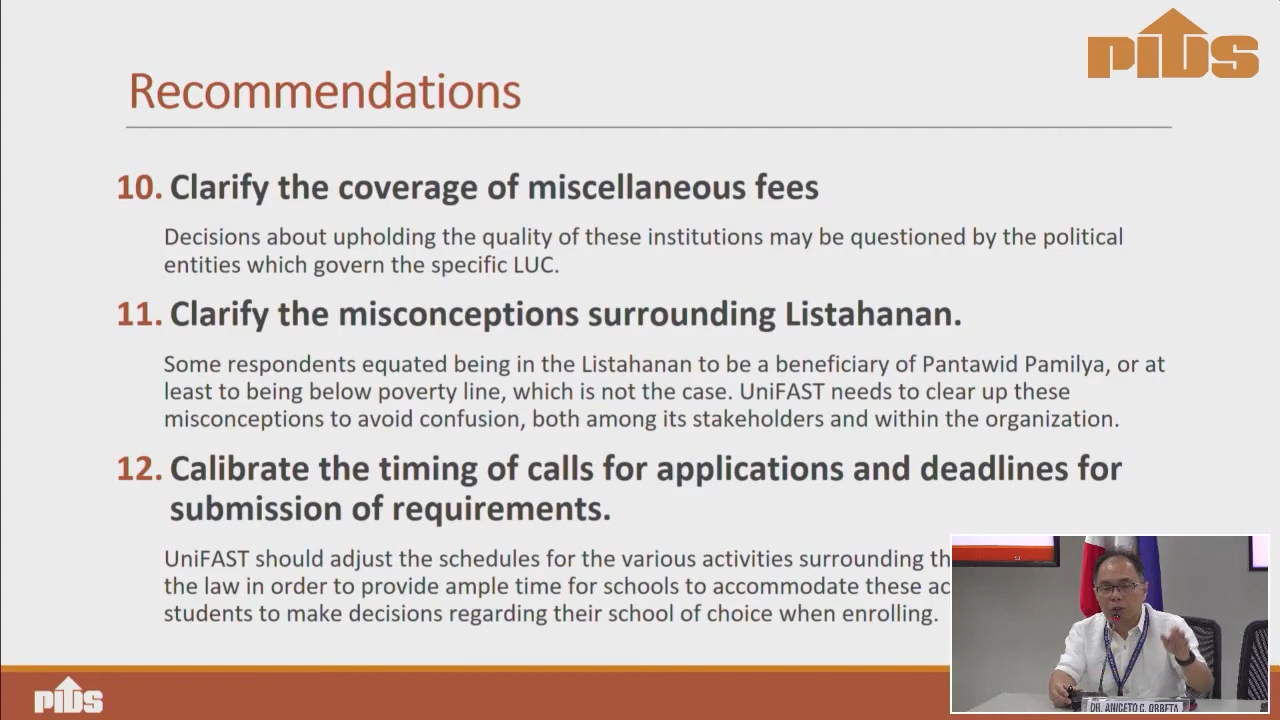 PIDS
Recommendations
10. Clarify the coverage of miscellaneous fees
Decisions about upholding the quality of these institutions may be questioned by the political
entities which govern the specific LUC.
11. Clarify the misconceptions surrounding Listahanan.
Some respondents equated being in the Listahanan to be a beneficiary of Pantawid Pamilya, or at
least to being below poverty line, which is not the case. UniFAST needs to clear up these
misconceptions to avoid confusion, both among its stakeholders and within the organization.
12. Calibrate the timing of calls for applications and deadlines for
submission of requirements.
UniFAST should adjust the schedules for the various activities surrounding th
the law in order to provide ample time for schools to accommodate these ac
students to make decisions regarding their school of choice when enrolling.
PIDS
DR. ANICETO C. ORBETA